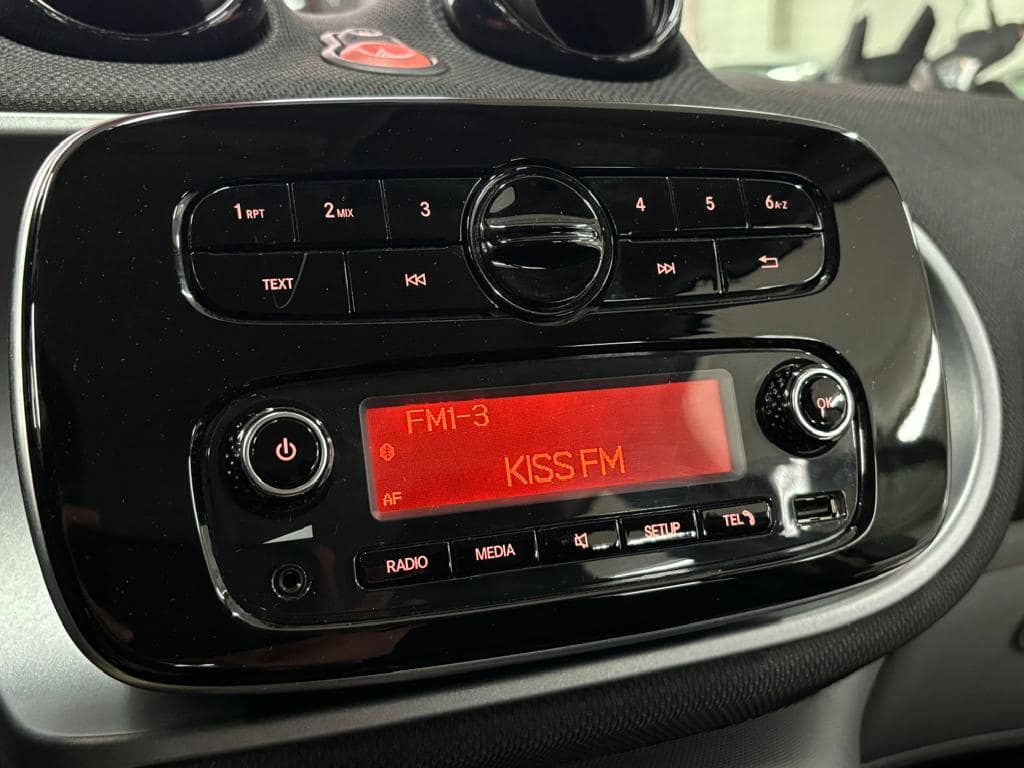 1 RPT 2 MIX 3 4 5 6 A-Z
TEXT
FM1-3
KISS FM
AF
OK
RADIO MEDIA SETUP TEL